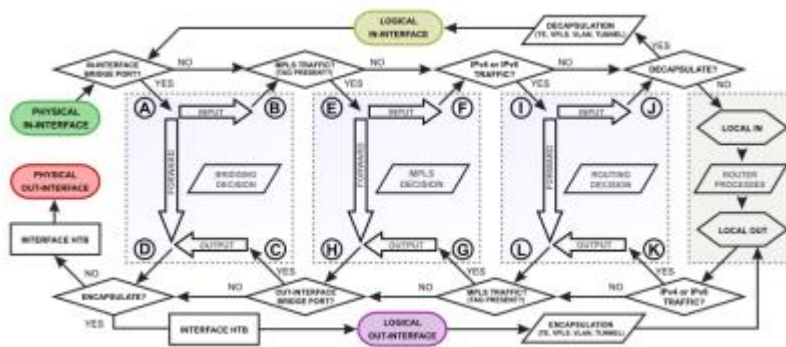 LOGICAL
IN-INTERFACE
DECAPSULATION
(TE, VPLS, VLAN, TUNNEL)
IN-INTERFACE
BRIDGE PORT?
NO
MPLS TRAFFIC?
(TAG PRESENT?)
NO
IPv4 or IPv6
TRAFFIC?
NO
DECAPSULATE?
YES
YES
YES
YES
NO
PHYSICAL
IN-INTERFACE
A
INPUT
B
E
INPUT
F
I
INPUT
J
LOCAL IN
PHYSICAL
OUT-INTERFACE
FORWARD
BRIDGING
DECISION
FORWARD
MPLS
DECISION
FORWARD
ROUTING
DECISION
ROUTER
PROCESSES
INTERFACE HTB
D
OUTPUT
C
H
OUTPUT
G
L
OUTPUT
K
LOCAL OUT
NO
YES
YES
YES
ENCAPSULATE?
NO
OUT-INTERFACE
BRIDGE PORT?
NO
MPLS TRAFFIC?
(TAG PRESENT?)
NO
IPv4 or IPv6
TRAFFIC?
YES
INTERFACE HTB
LOGICAL
OUT-INTERFACE
ENCAPSULATION
(TE, VPLS, VLAN, TUNNEL)